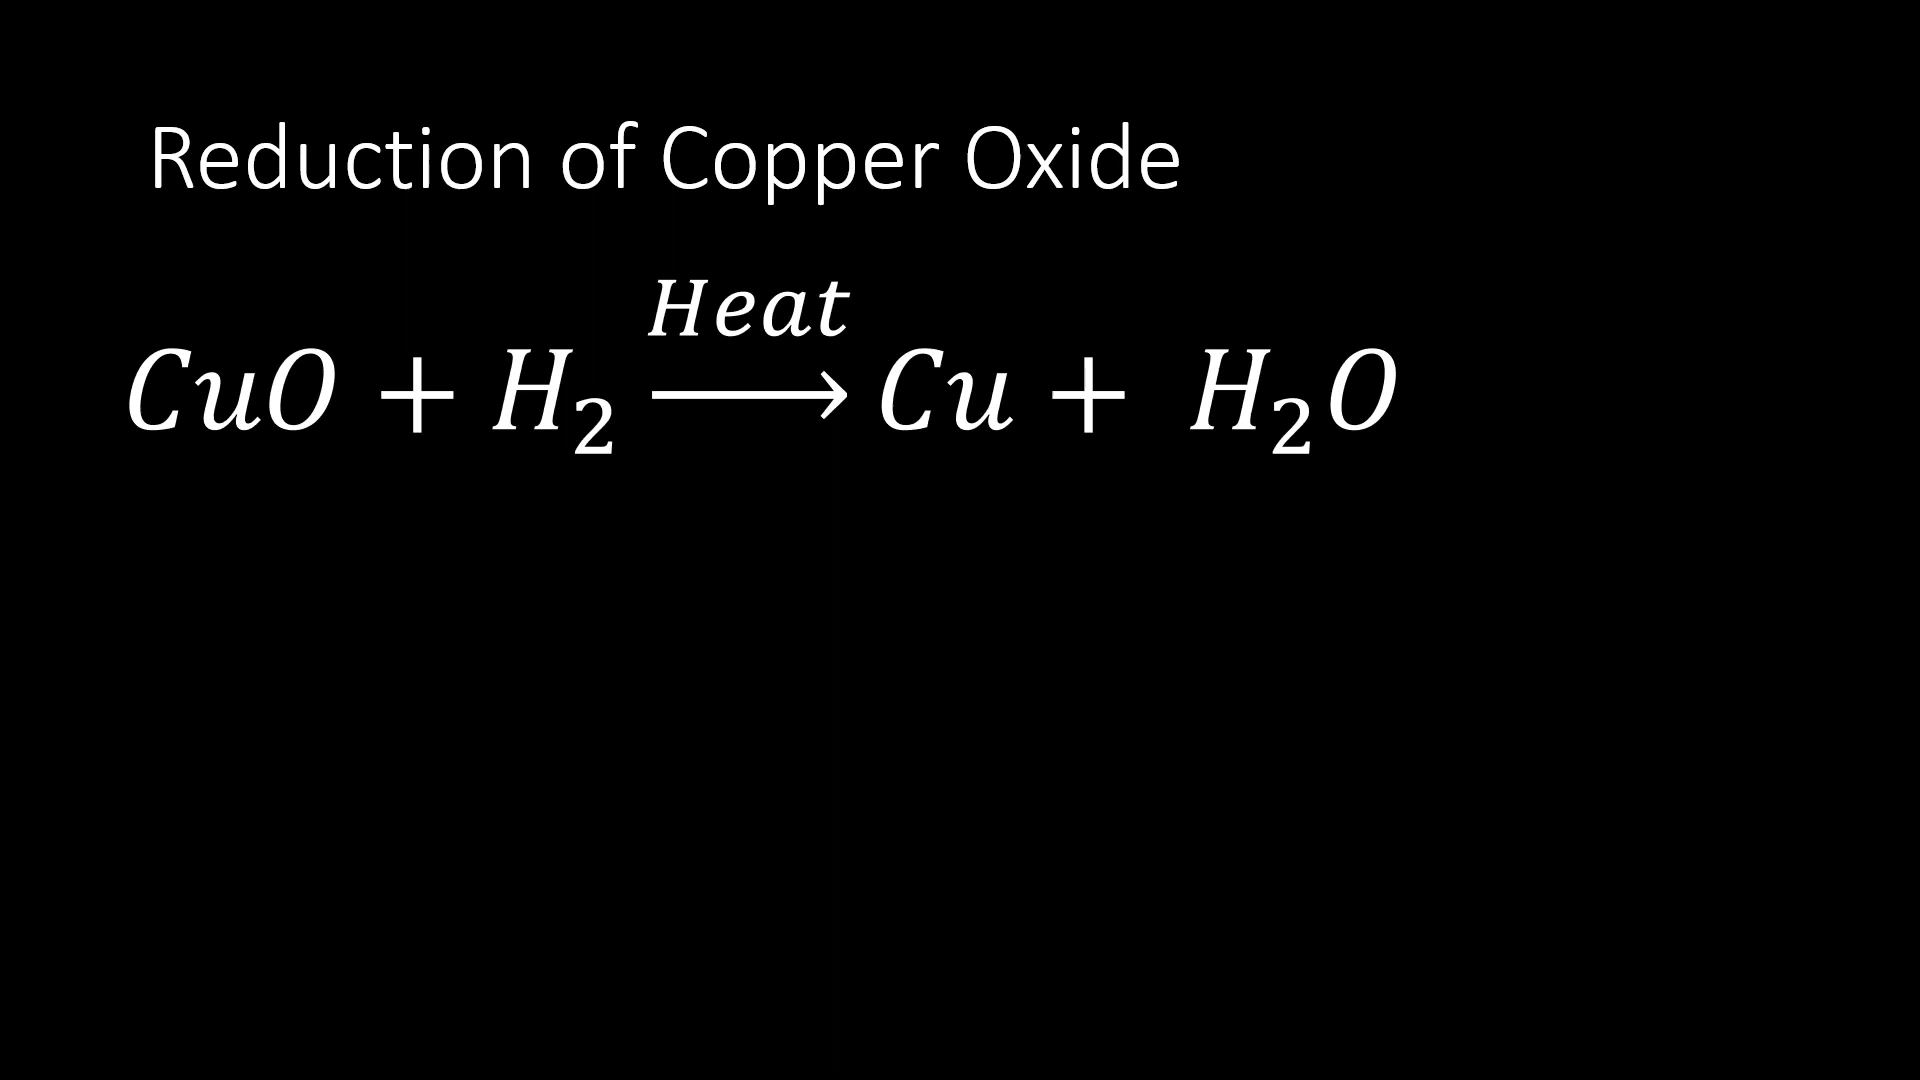 Reduction of Copper Oxide
Heat
CuO + H₂ ⟶ Cu + H₂O